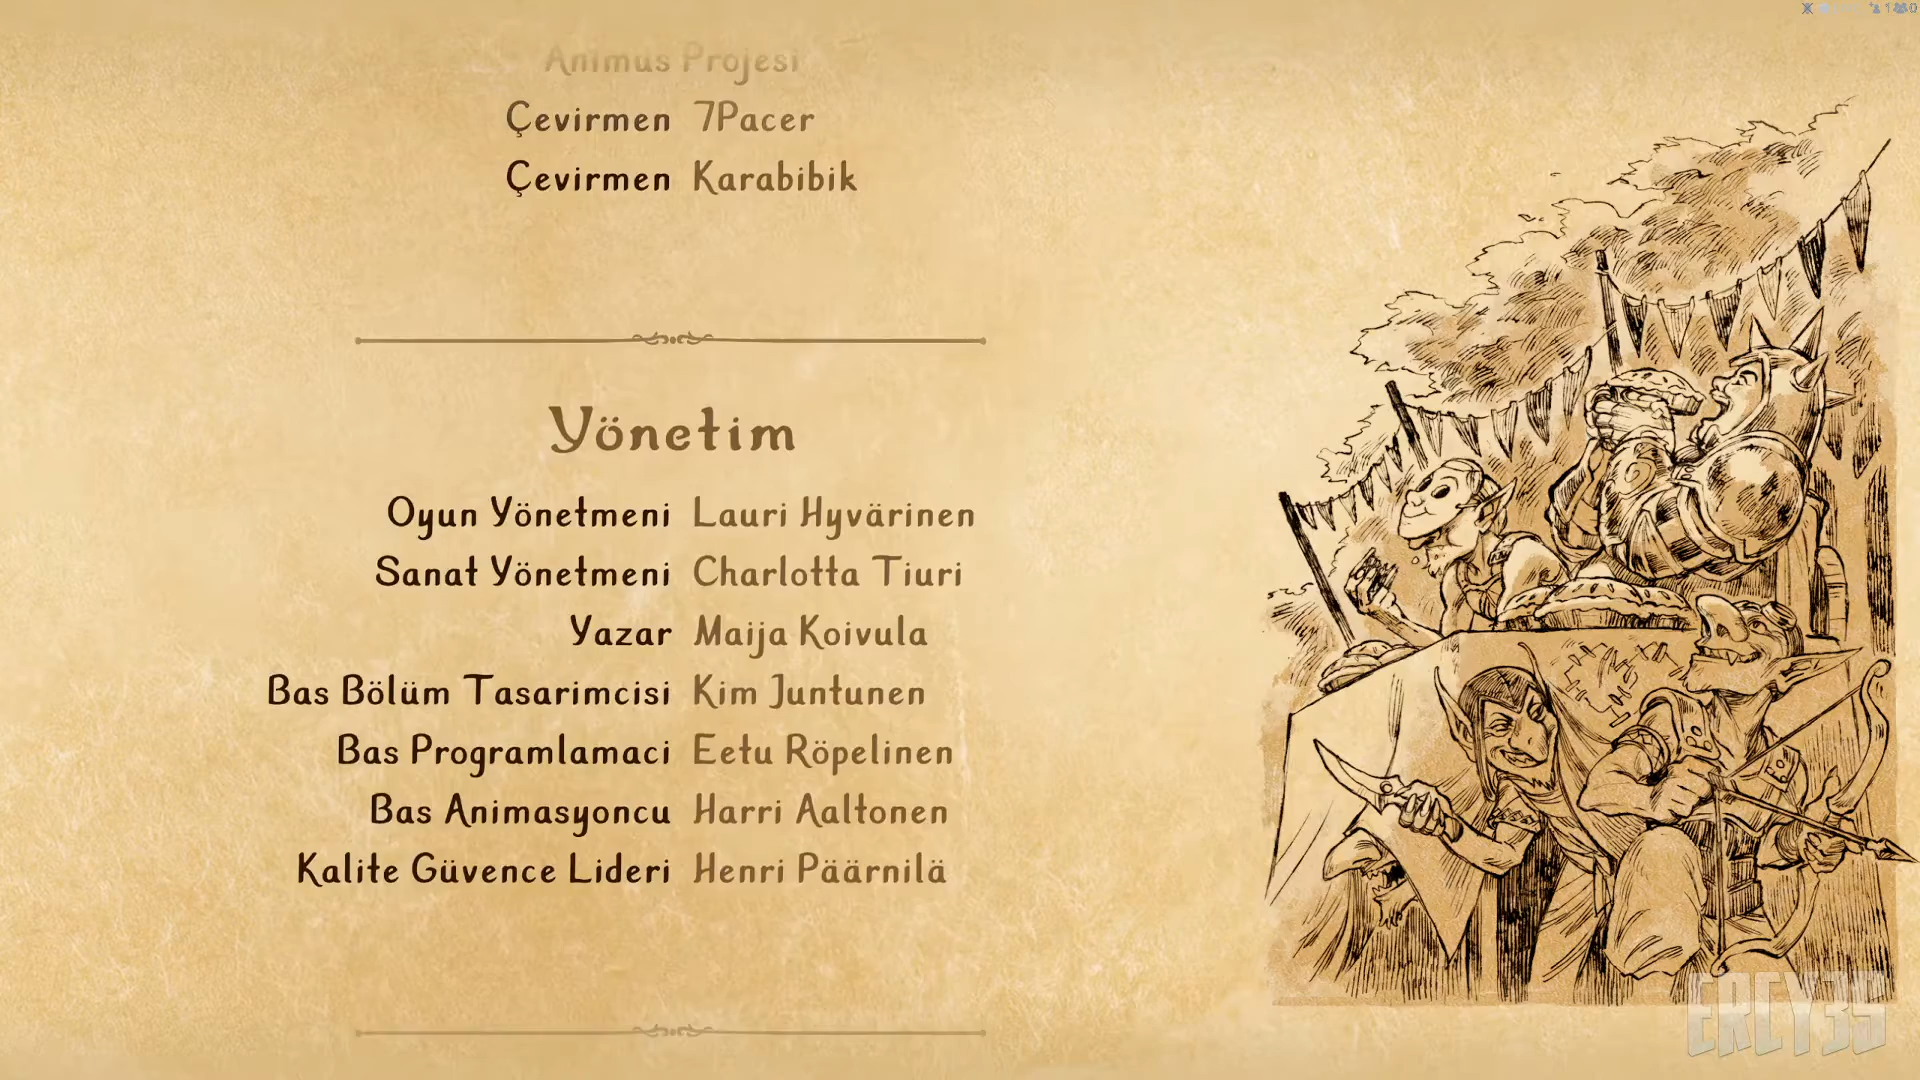 Animus Projesi
Çevirmen 7Pacer
Çevirmen Karabibik
Yönetim
Oyun Yönetmeni Lauri Hyvärinen
Sanat Yönetmeni Charlotta Tiuri
Yazar Maija Koivula
Bas Bölüm Tasarimcisi Kim Juntunen
Bas Programlamaci Eetu Röpelinen
Bas Animasyoncu Harri Aaltonen
Kalite Güvence Lideri Henri Päärnilä
ERCY35